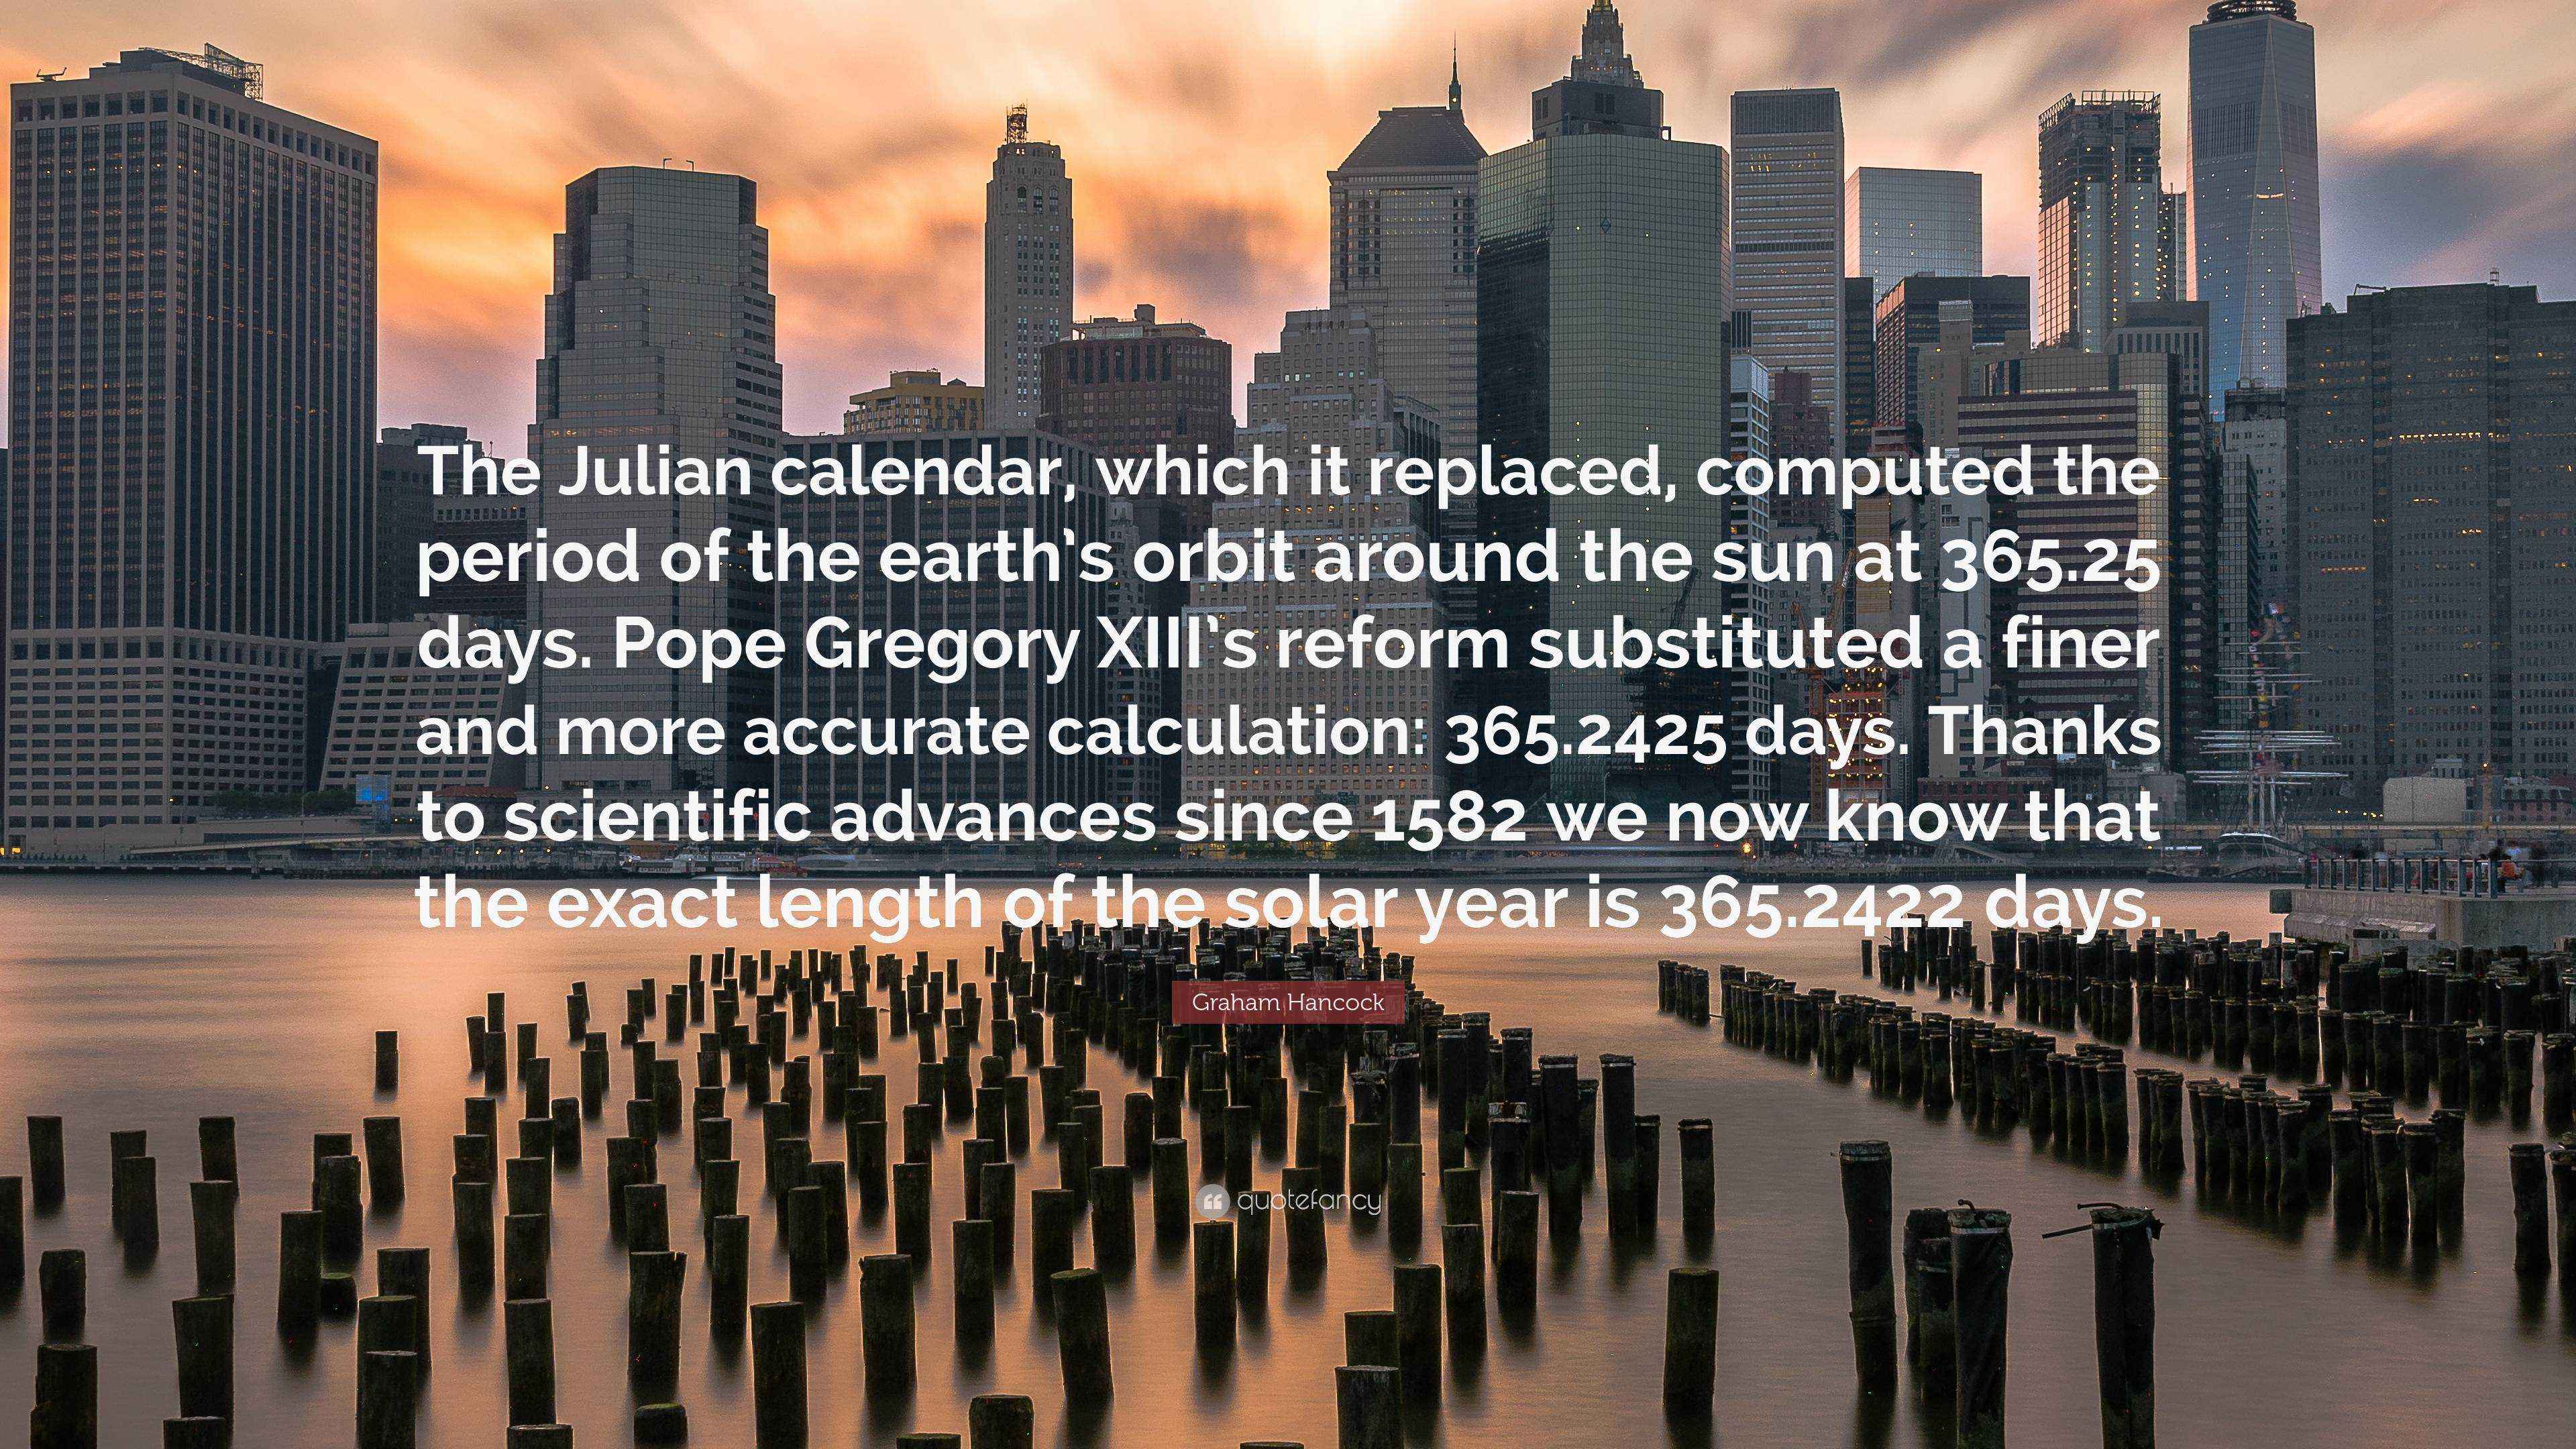 The Julian calendar, which it replaced, computed the
period of the earth’s orbit around the sun at 365.25
days. Pope Gregory XIII’s reform substituted a finer
and more accurate calculation: 365.2425 days. Thanks
to scientific advances since 1582 we now know that
the exact length of the solar year is 365.2422 days.
Graham Hancock
quotefancy